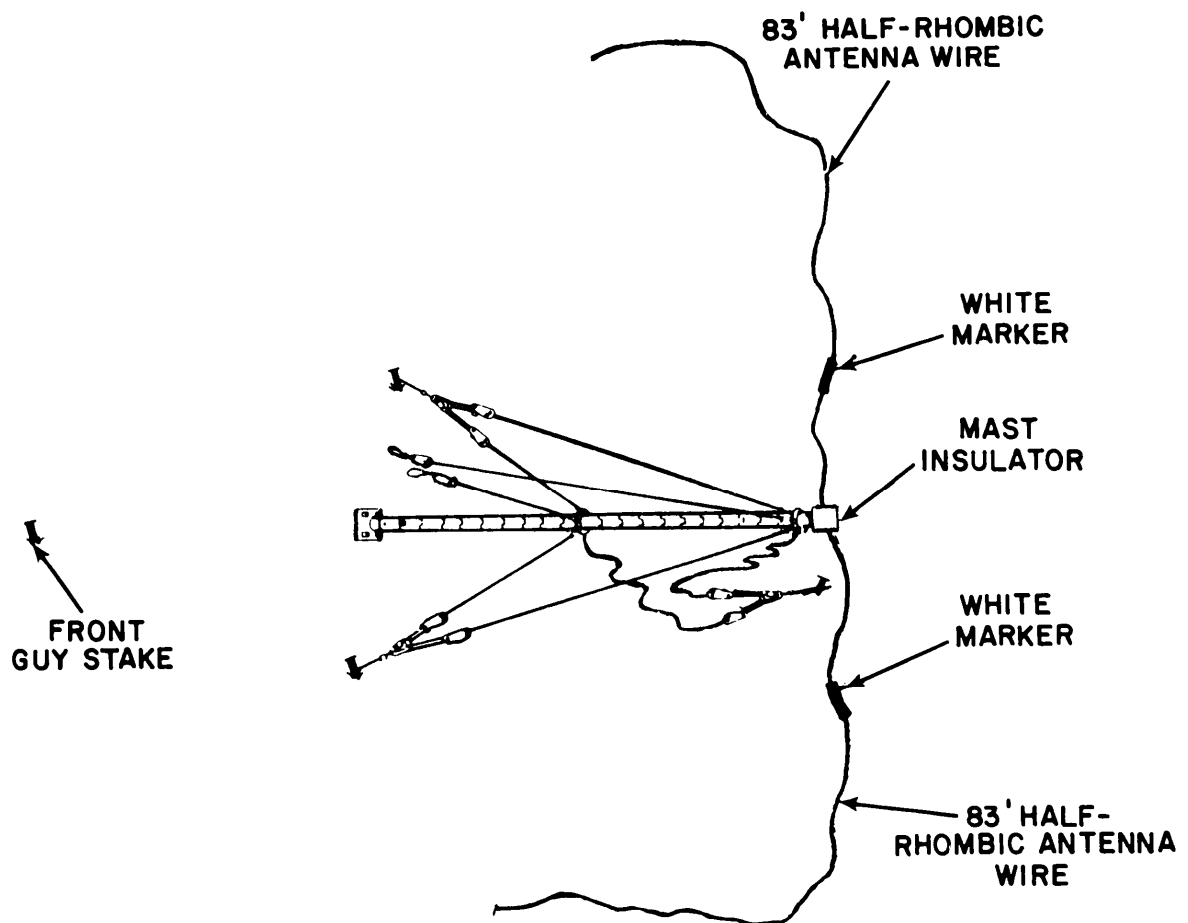 83' HALF-RHOMBIC
ANTENNA WIRE
WHITE
MARKER
MAST
INSULATOR
FRONT
GUY STAKE
WHITE
MARKER
83' HALF-
RHOMBIC ANTENNA
WIRE